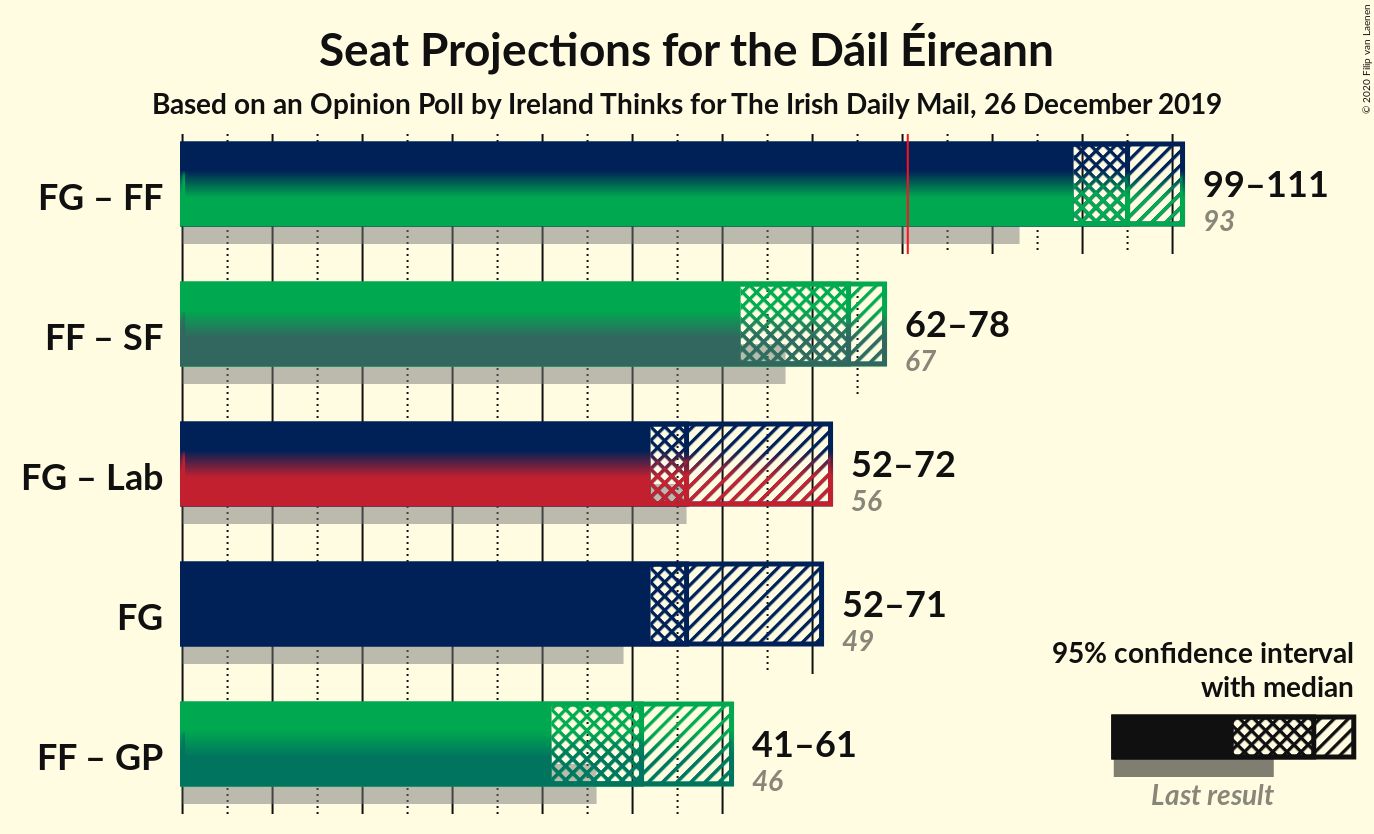 Seat Projections for the Dáil Éireann
Based on an Opinion Poll by Ireland Thinks for The Irish Daily Mail, 26 December 2019
© 2020 Filip van Laenen
FG – FF
99–111
93
FF – SF
62–78
67
FG – Lab
52–72
56
FG
52–71
49
FF – GP
41–61
46
95% confidence interval
with median
Last result